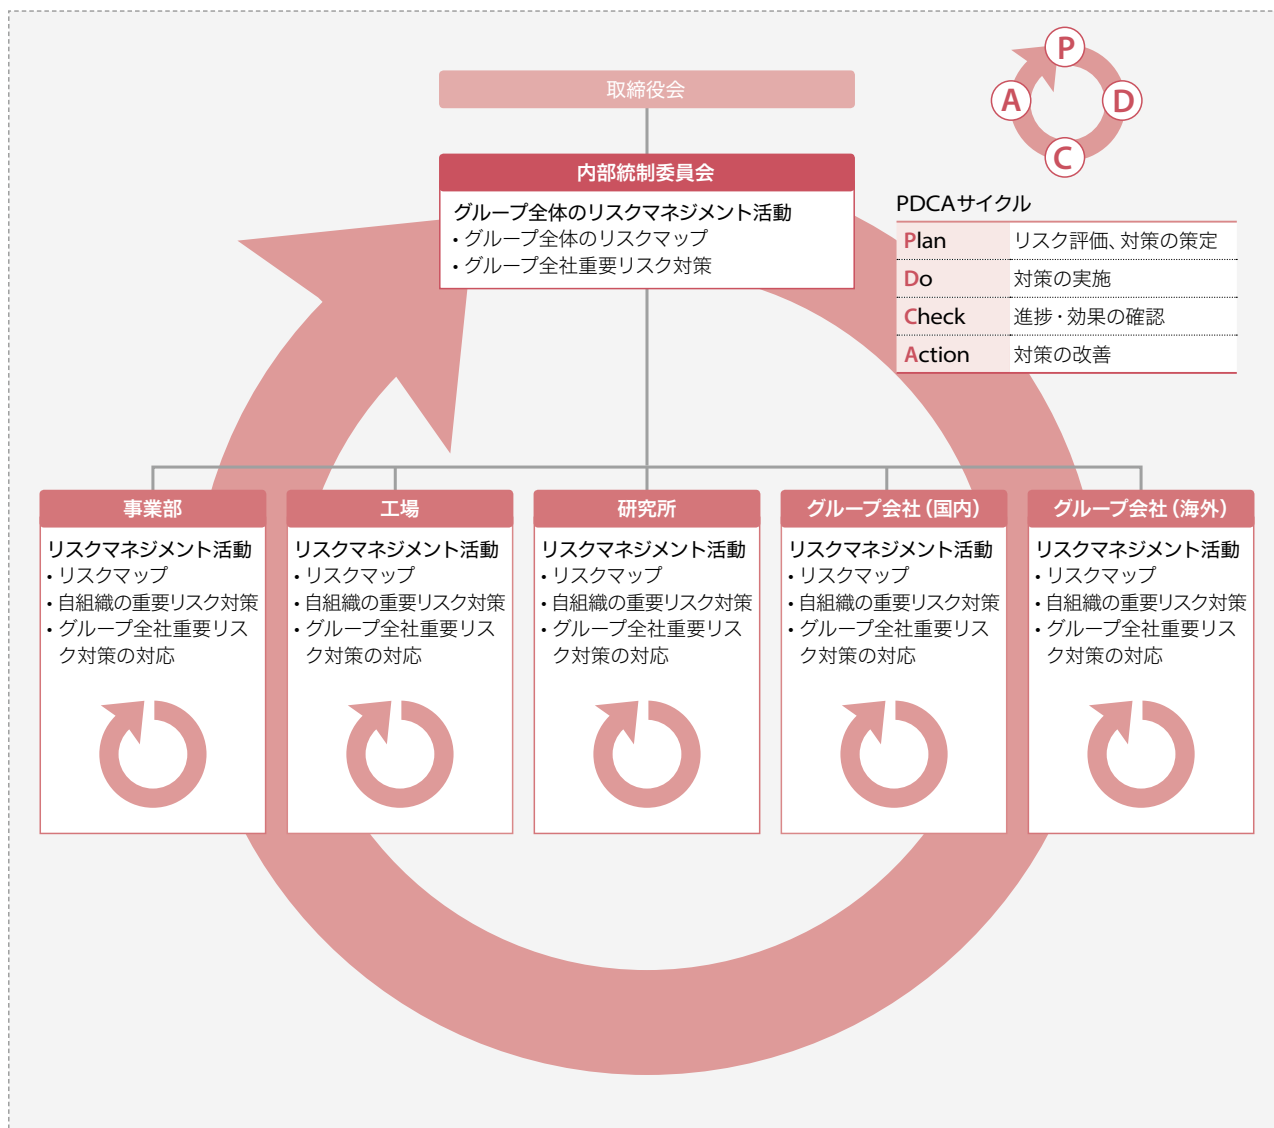 取締役会
内部統制委員会
グループ全体のリスクマネジメント活動
・グループ全体のリスクマップ
・グループ全社重要リスク対策
P
D
C
A
PDCAサイクル
Plan リスク評価、対策の策定
Do 対策の実施
Check 進捗・効果の確認
Action 対策の改善
事業部
リスクマネジメント活動
・リスクマップ
・自組織の重要リスク対策
・グループ全社重要リス
ク対策の対応
工場
リスクマネジメント活動
・リスクマップ
・自組織の重要リスク対策
・グループ全社重要リス
ク対策の対応
研究所
リスクマネジメント活動
・リスクマップ
・自組織の重要リスク対策
・グループ全社重要リス
ク対策の対応
グループ会社(国内)
リスクマネジメント活動
・リスクマップ
・自組織の重要リスク対策
・グループ全社重要リス
ク対策の対応
グループ会社(海外)
リスクマネジメント活動
・リスクマップ
・自組織の重要リスク対策
・グループ全社重要リス
ク対策の対応